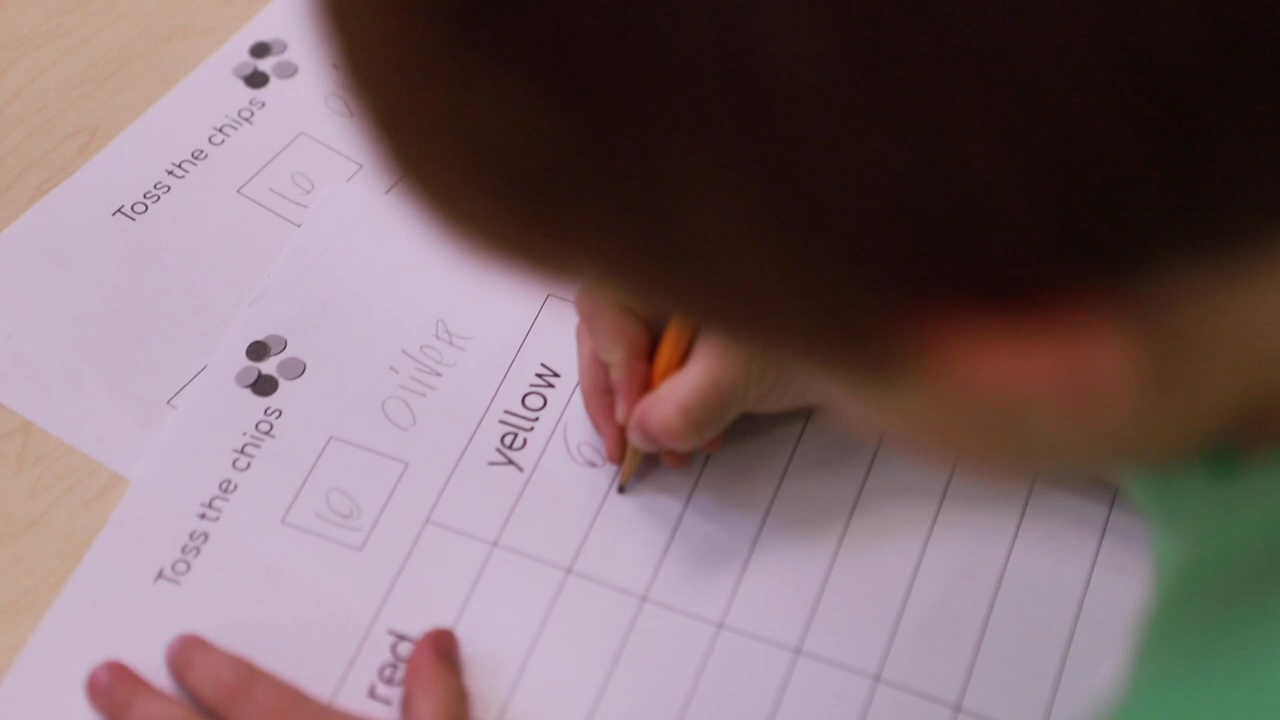 Toss the chips
10
Toss the chips
10
OliveR
yellow
red
6